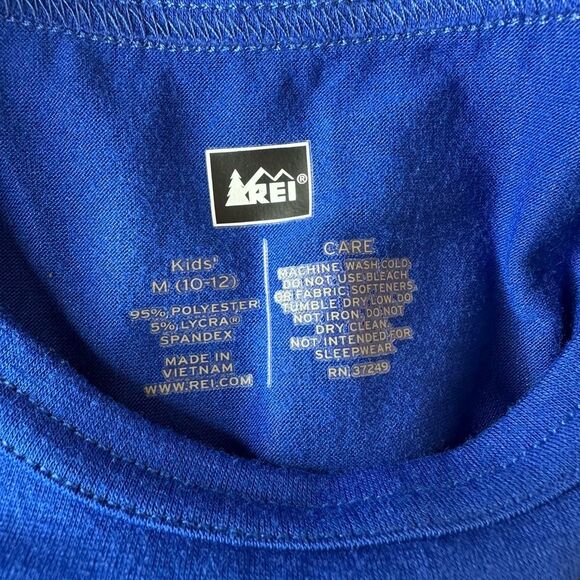 REI®
Kids'
M (10-12)
95% POLYESTER
5% LYCRA®
SPANDEX
MADE IN
VIETNAM
WWW.REI.COM
CARE
MACHINE WASH COLD.
DO NOT USE BLEACH
OR FABRIC SOFTENERS.
TUMBLE DRY LOW. DO
NOT IRON. DO NOT
DRY CLEAN.
NOT INTENDED FOR
SLEEPWEAR.
RN 37249